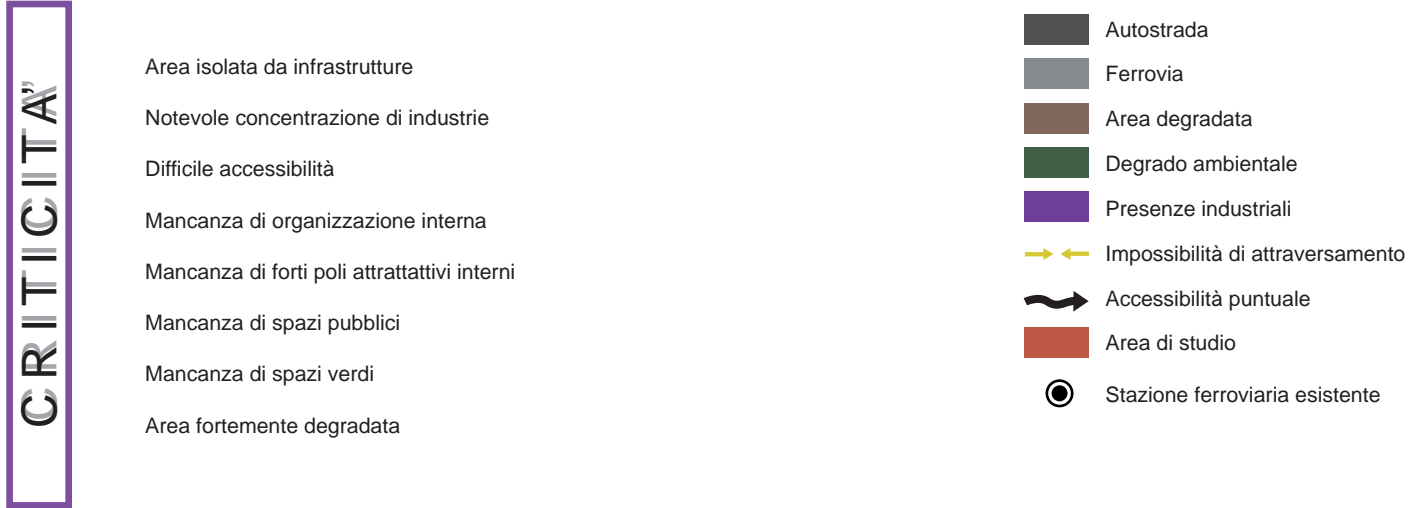 CRITICITA’
Area isolata da infrastrutture
Notevole concentrazione di industrie
Difficile accessibilità
Mancanza di organizzazione interna
Mancanza di forti poli attrattattivi interni
Mancanza di spazi pubblici
Mancanza di spazi verdi
Area fortemente degradata
Autostrada
Ferrovia
Area degradata
Degrado ambientale
Presenze industriali
Impossibilità di attraversamento
Accessibilità puntuale
Area di studio
Stazione ferroviaria esistente